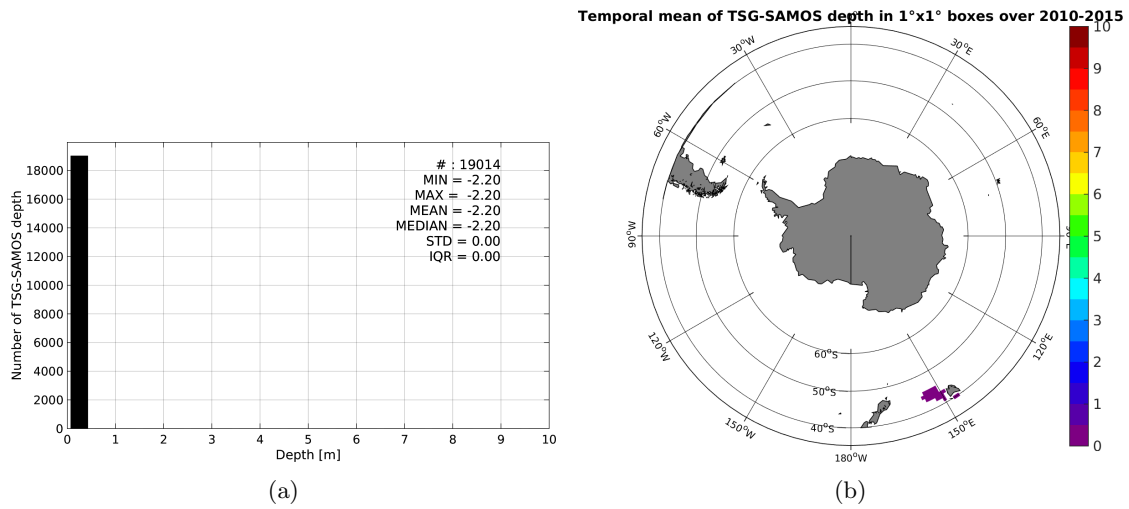 Temporal mean of TSG-SAMOS depth in 1°x1° boxes over 2010-2015
# : 19014
MIN = -2.20
MAX = -2.20
MEAN = -2.20
MEDIAN = -2.20
STD = 0.00
IQR = 0.00
Number of TSG-SAMOS depth
18000
16000
14000
12000
10000
8000
6000
4000
2000
0
0 1 2 3 4 5 6 7 8 9 10
Depth [m]
(a)
30°W
30°E
60°W
60°E
90°W
120°W
120°E
150°W
150°E
180°W
60°S
50°S
40°S
10
9
8
7
6
5
4
3
2
1
0
(b)